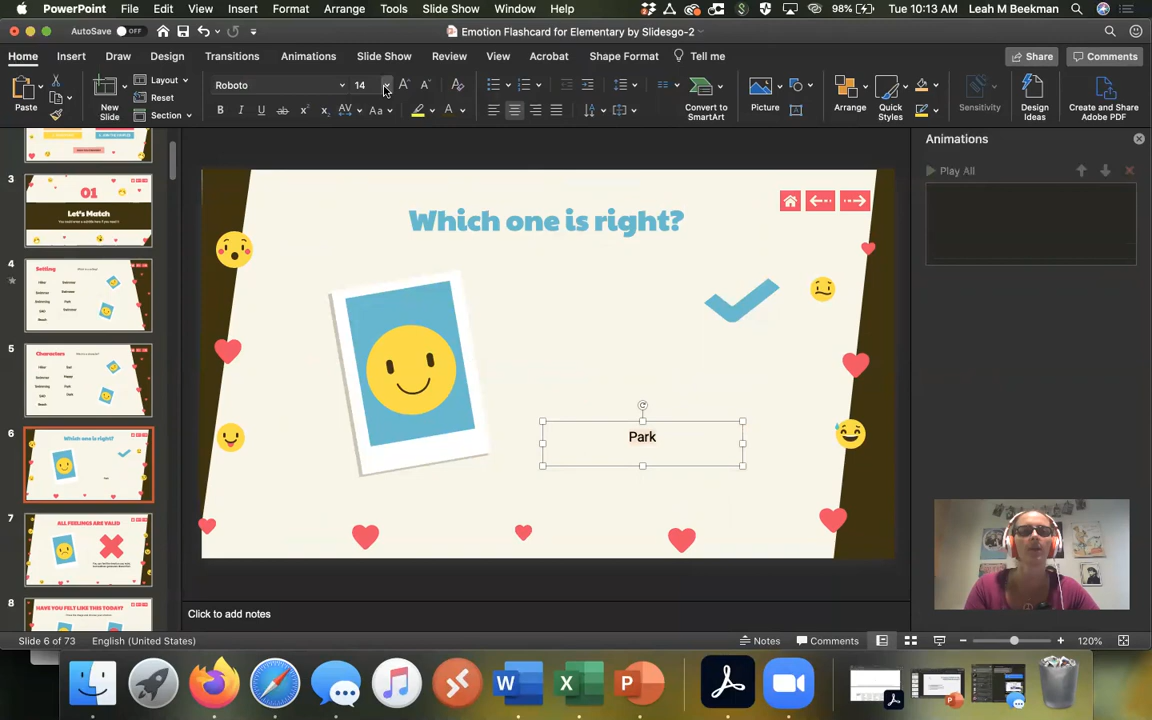 PowerPoint File Edit View Insert Format Arrange Tools Slide Show Window Help 98% Tue 10:13 AM Leah M Beekman
AutoSave OFF Emotion Flashcard for Elementary by Slidesgo-2
Home Insert Draw Design Transitions Animations Slide Show Review View Acrobat Shape Format Tell me Share Comments
Paste New Slide Layout Reset Section Roboto 14 Convert to SmartArt Picture Arrange Quick Styles Sensitivity Design Ideas Create and Share Adobe PDF
Animations
Play All
3
01
Let's Match
4
Setting
5
Characters
6
Which one is right?
Park
7
ALL FEELINGS ARE VALID
8
HAVE YOU FELT LIKE THIS TODAY?
Which one is right?
Park
Click to add notes
Slide 6 of 73 English (United States) Notes Comments 120%